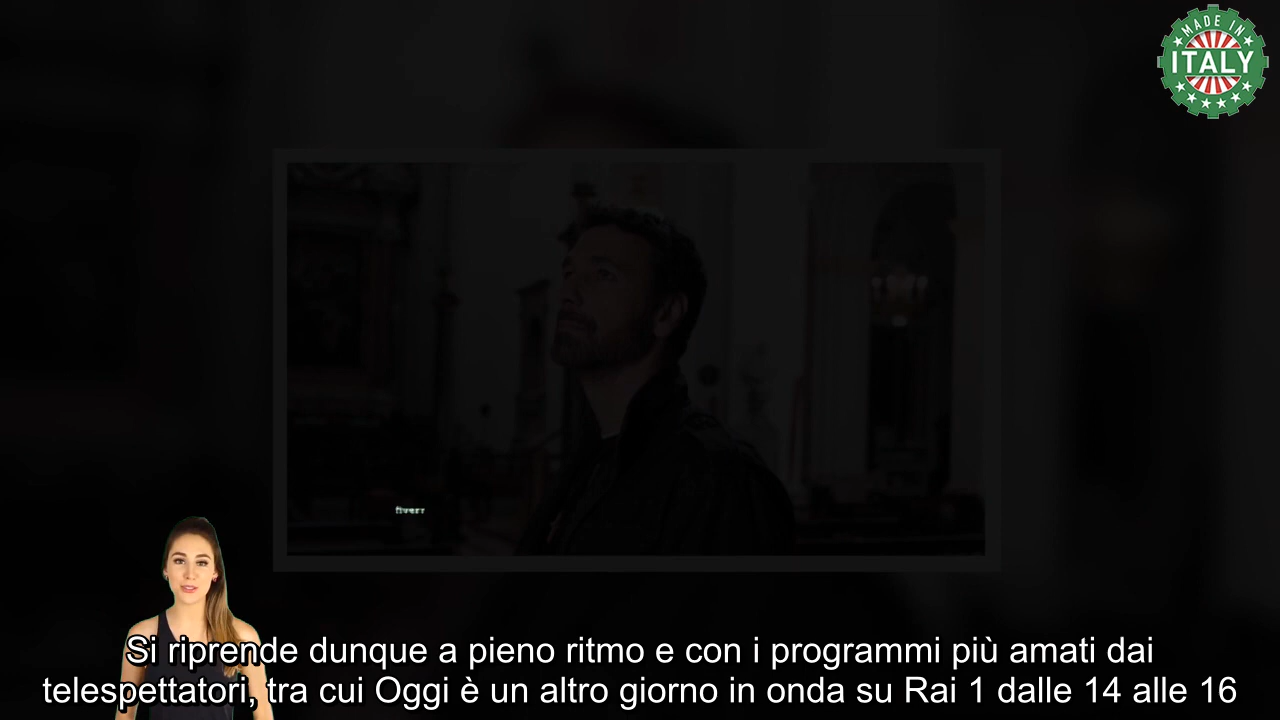 MADE IN
ITALY
fiverr
Si riprende dunque a pieno ritmo e con i programmi più amati dai
telespettatori, tra cui Oggi è un altro giorno in onda su Rai 1 dalle 14 alle 16